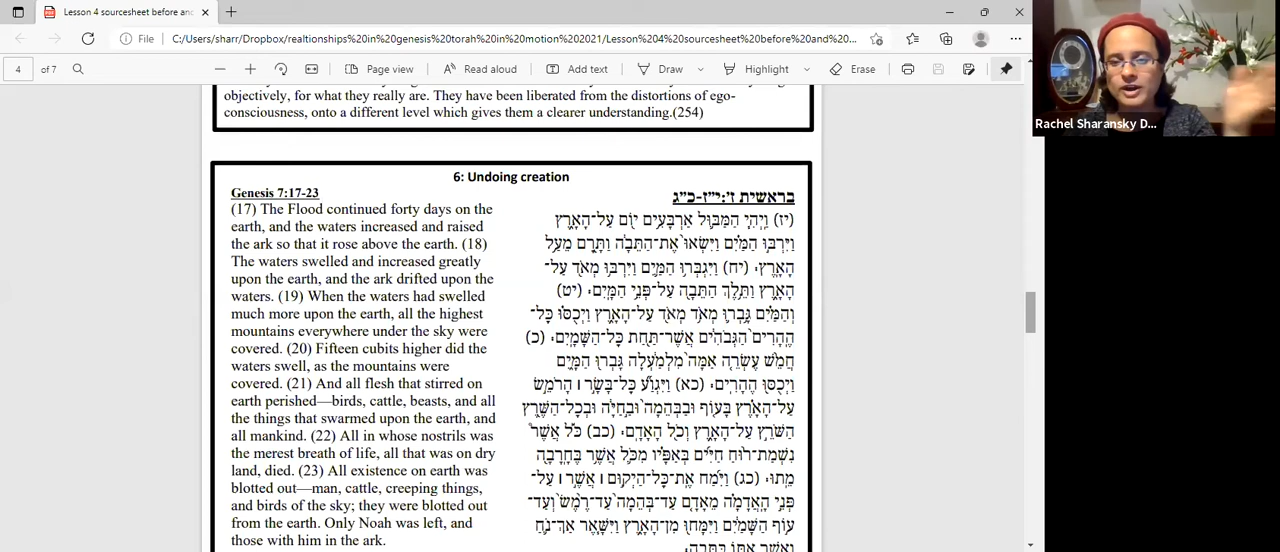 Lesson 4 sourcesheet before and
File
C:/Users/sharr/Dropbox/realtionships%20in%20genesis%20torah%20in%20motion%202021/Lesson%204%20sourcesheet%20before%20and%20...
4 of 7
Page view
Read aloud
Add text
Draw
Highlight
Erase
Rachel Sharansky D...
objectively, for what they really are. They have been liberated from the distortions of ego-
consciousness, onto a different level which gives them a clearer understanding.(254)
6: Undoing creation
Genesis 7:17-23
(17) The Flood continued forty days on the
earth, and the waters increased and raised
the ark so that it rose above the earth. (18)
The waters swelled and increased greatly
upon the earth, and the ark drifted upon the
waters. (19) When the waters had swelled
much more upon the earth, all the highest
mountains everywhere under the sky were
covered. (20) Fifteen cubits higher did the
waters swell, as the mountains were
covered. (21) And all flesh that stirred on
earth perished—birds, cattle, beasts, and all
the things that swarmed upon the earth, and
all mankind. (22) All in whose nostrils was
the merest breath of life, all that was on dry
land, died. (23) All existence on earth was
blotted out—man, cattle, creeping things,
and birds of the sky; they were blotted out
from the earth. Only Noah was left, and
those with him in the ark.
בראשית ז׳:י״ז-כ״ג
(יז) וַיְהִ֧י הַמַּבּ֛וּל אַרְבָּעִ֥ים י֖וֹם עַל־הָאָ֑רֶץ
וַיִּרְבּ֣וּ הַמַּ֗יִם וַיִּשְׂאוּ֙ אֶת־הַתֵּבָ֔ה וַתָּ֖רָם מֵעַ֥ל
הָאָֽרֶץ׃ (יח) וַיִּגְבְּר֥וּ הַמַּ֛יִם וַיִּרְבּ֥וּ מְאֹ֖ד עַל־
הָאָ֑רֶץ וַתֵּ֥לֶךְ הַתֵּבָ֖ה עַל־פְּנֵ֥י הַמָּֽיִם׃ (יט)
וְהַמַּ֗יִם גָּ֥בְר֛וּ מְאֹ֥ד מְאֹ֖ד עַל־הָאָ֑רֶץ וַיְכֻסּ֗וּ כָּל־
הֶֽהָרִים֙ הַגְּבֹהִ֔ים אֲשֶׁר־תַּ֖חַת כָּל־הַשָּׁמָֽיִם׃ (כ)
חֲמֵ֨שׁ עֶשְׂרֵ֤ה אַמָּה֙ מִלְמַ֔עְלָה גָּבְר֖וּ הַמָּ֑יִם
וַיְכֻסּ֖וּ הֶהָרִֽים׃ (כא) וַיִּגְוַ֞ע כָּל־בָּשָׂ֣ר ׀ הָרֹמֵ֣שׂ
עַל־הָאָ֗רֶץ בָּע֤וֹף וּבַבְּהֵמָה֙ וּבַ֣חַיָּ֔ה וּבְכָל־הַשֶּׁ֖רֶץ
הַשֹּׁרֵ֣ץ עַל־הָאָ֑רֶץ וְכֹ֖ל הָאָדָֽם׃ (כב) כֹּ֡ל אֲשֶׁר֩
נִשְׁמַת־ר֨וּחַ חַיִּ֜ים בְּאַפָּ֗יו מִכֹּ֛ל אֲשֶׁ֥ר בֶּחָֽרָבָ֖ה
מֵֽתוּ׃ (כג) וַיִּ֜מַח אֶֽת־כָּל־הַיְק֣וּם ׀ אֲשֶׁ֣ר ׀ עַל־
פְּנֵ֣י הָֽאֲדָמָ֗ה מֵאָדָ֤ם עַד־בְּהֵמָה֙ עַד־רֶ֙מֶשׂ֙ וְעַד־
ע֣וֹף הַשָּׁמַ֔יִם וַיִּמָּח֖וּ מִן־הָאָ֑רֶץ וַיִּשָּׁ֧אֶר אַךְ־נֹ֛חַ
וַֽאֲשֶׁ֥ר אִתּ֖וֹ בַּתֵּבָֽה׃